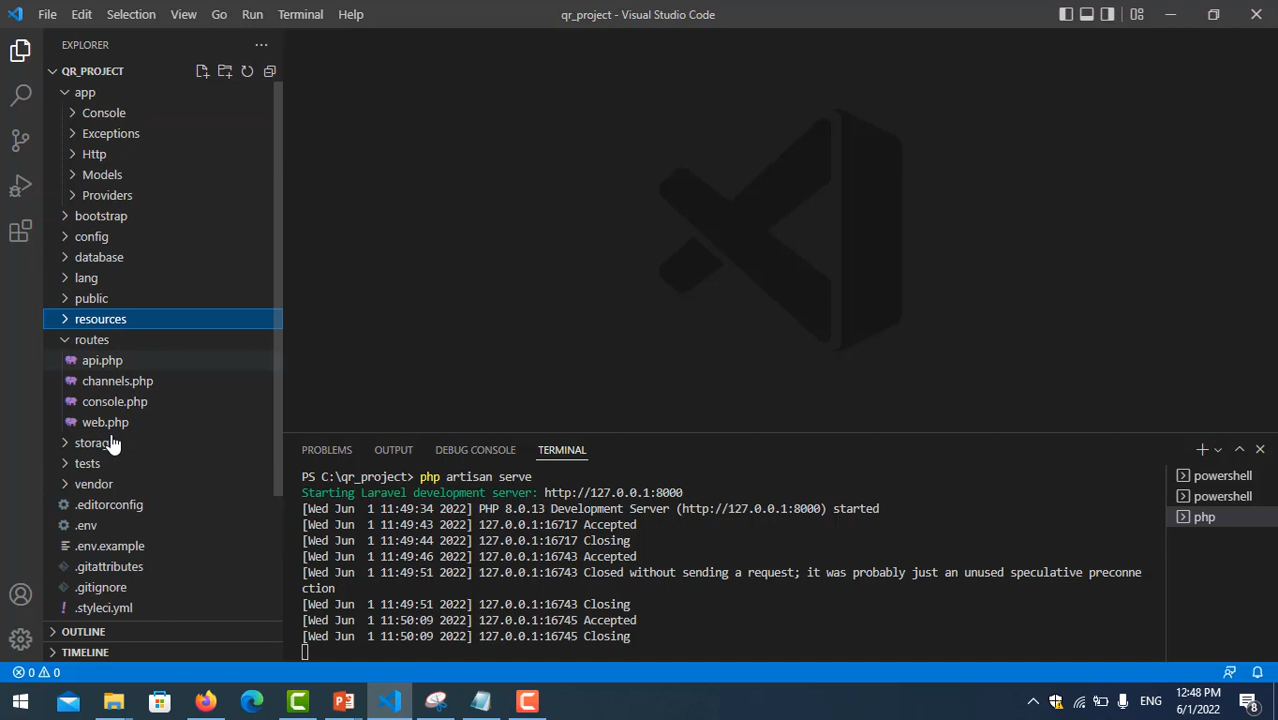 File Edit Selection View Go Run Terminal Help
qr_project - Visual Studio Code
EXPLORER
QR_PROJECT
app
Console
Exceptions
Http
Models
Providers
bootstrap
config
database
lang
public
resources
routes
api.php
channels.php
console.php
web.php
tests
vendor
.editorconfig
.env
.env.example
.gitattributes
.gitignore
.styleci.yml
OUTLINE
TIMELINE
PROBLEMS OUTPUT DEBUG CONSOLE TERMINAL
PS C:\qr_project> php artisan serve
Starting Laravel development server: http://127.0.0.1:8000
[Wed Jun  1 11:49:34 2022] PHP 8.0.13 Development Server (http://127.0.0.1:8000) started
[Wed Jun  1 11:49:43 2022] 127.0.0.1:16717 Accepted
[Wed Jun  1 11:49:44 2022] 127.0.0.1:16717 Closing
[Wed Jun  1 11:49:46 2022] 127.0.0.1:16743 Accepted
[Wed Jun  1 11:49:51 2022] 127.0.0.1:16743 Closed without sending a request; it was probably just an unused speculative preconne
ction
[Wed Jun  1 11:49:51 2022] 127.0.0.1:16743 Closing
[Wed Jun  1 11:50:09 2022] 127.0.0.1:16745 Accepted
[Wed Jun  1 11:50:09 2022] 127.0.0.1:16745 Closing
powershell
powershell
php
0 0
ENG
12:48 PM
6/1/2022
8